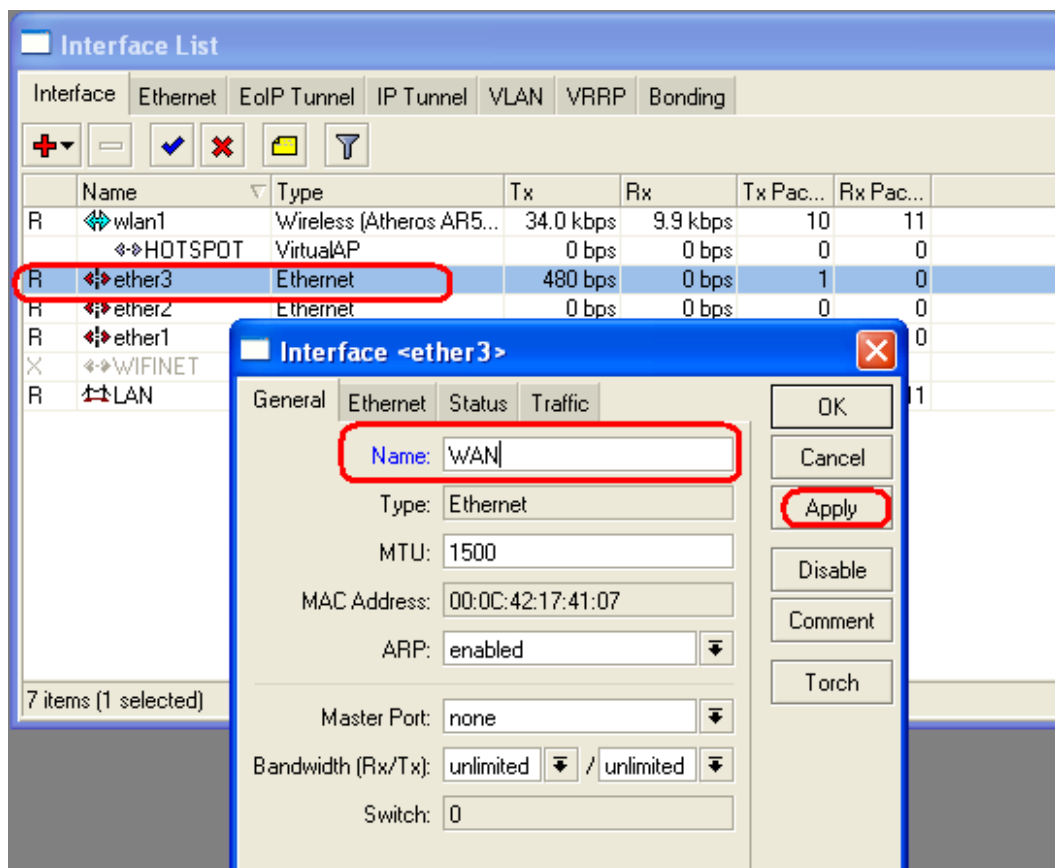 Interface List
Interface Ethernet EoIP Tunnel IP Tunnel VLAN VRRP Bonding
Name Type Tx Rx Tx Pac... Rx Pac...
R wlan1 Wireless (Atheros AR5... 34.0 kbps 9.9 kbps 10 11
HOTSPOT VirtualAP 0 bps 0 bps 0 0
R ether3 Ethernet 480 bps 0 bps 1 0
R ether2 Ethernet 0 bps 0 bps 0 0
R ether1 0
X WIFINET
R LAN 11
7 items (1 selected)
Interface <ether3>
General Ethernet Status Traffic
Name: WAN
Type: Ethernet
MTU: 1500
MAC Address: 00:0C:42:17:41:07
ARP: enabled
Master Port: none
Bandwidth (Rx/Tx): unlimited / unlimited
Switch: 0
OK
Cancel
Apply
Disable
Comment
Torch